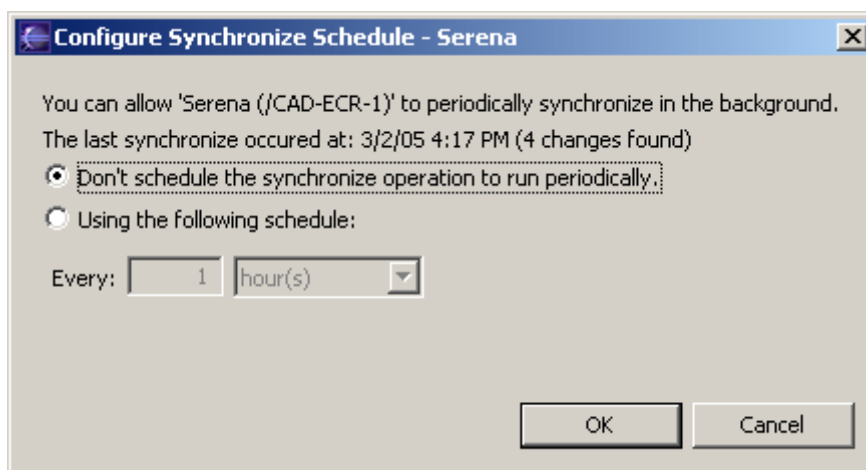 Configure Synchronize Schedule - Serena
You can allow 'Serena (/CAD-ECR-1)' to periodically synchronize in the background.
The last synchronize occured at: 3/2/05 4:17 PM (4 changes found)
Don't schedule the synchronize operation to run periodically.
Using the following schedule:
Every: 1 hour(s)
OK Cancel